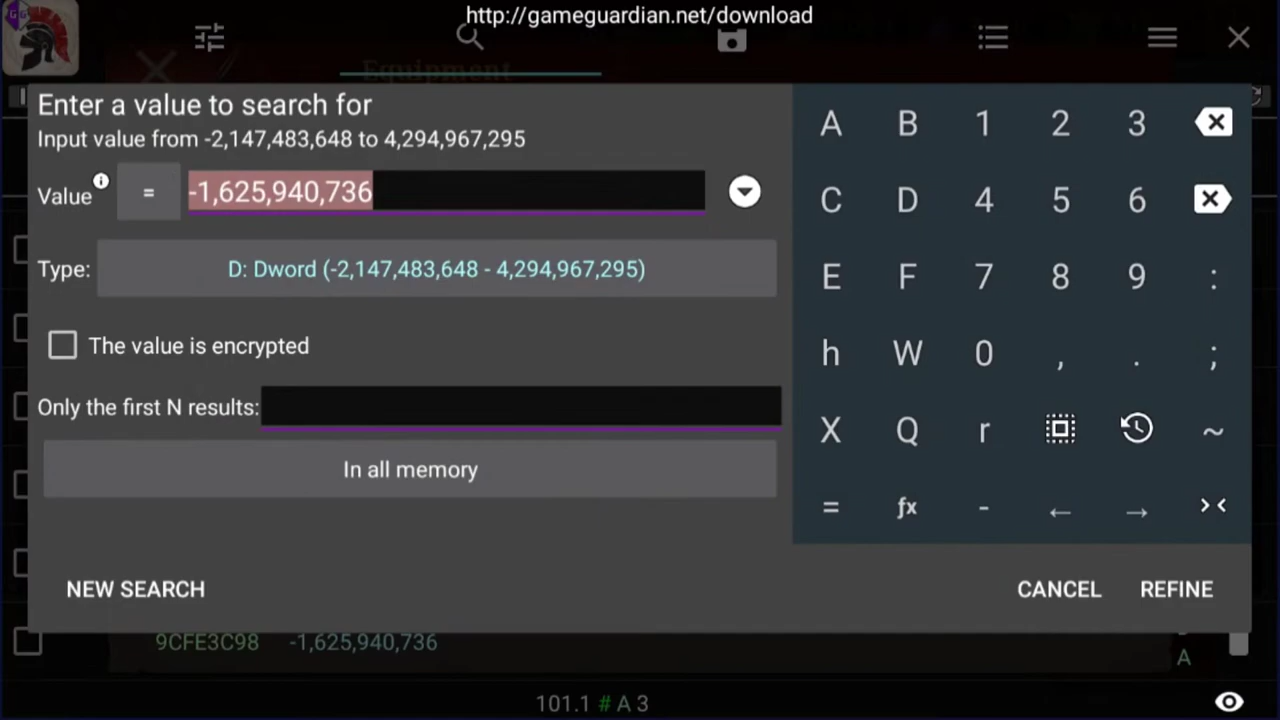 http://gameguardian.net/download
Equipment
Enter a value to search for
Input value from -2,147,483,648 to 4,294,967,295
Value = -1,625,940,736
Type: D: Dword (-2,147,483,648 - 4,294,967,295)
The value is encrypted
Only the first N results:
In all memory
NEW SEARCH CANCEL REFINE
A B 1 2 3
C D 4 5 6
E F 7 8 9 :
h W 0 , . ;
X Q r ~
= fx - ← → ><
9CFE3C98 -1,625,940,736
A
101.1 # A 3